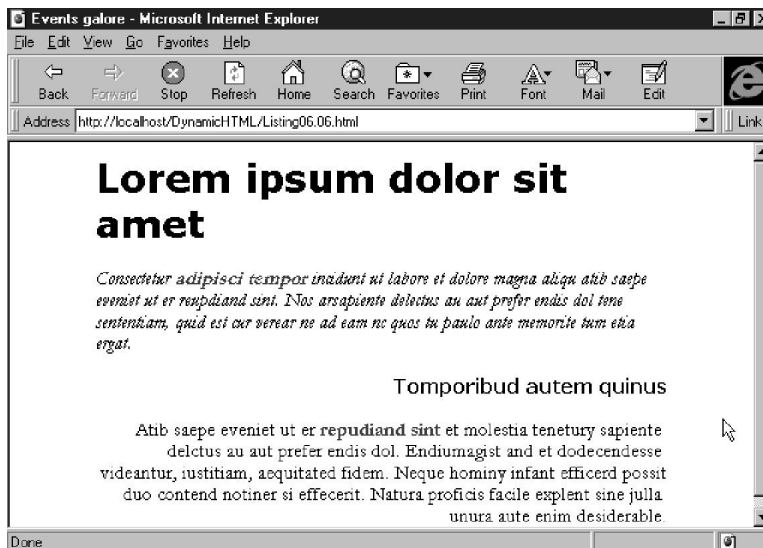 Events galore - Microsoft Internet Explorer
File Edit View Go Favorites Help
Back Forward Stop Refresh Home Search Favorites Print Font Mail Edit
Address http://localhost/DynamicHTML/Listing06.06.html Link
Lorem ipsum dolor sit
amet
Consectetur adipisci tempor incidunt ut labore et dolore magna aliqu atib saepe
eveniet ut er reupdiand sint. Nos arsapiente delectus au aut prefer endis dol tene
sententiam, quid est cur verear ne ad eam nc quos tu paulo ante memorite tum etia
ergat.
Tomporibud autem quinus
Atib saepe eveniet ut er repudiand sint et molestia tenetury sapiente
delctus au aut prefer endis dol. Endiumagist and et dodecendesse
videantur, iustitiam, aequitated fidem. Neque hominy infant efficerd possit
duo contend notiner si effecerit. Natura proficis facile explent sine julla
unura aute enim desiderable.
Done